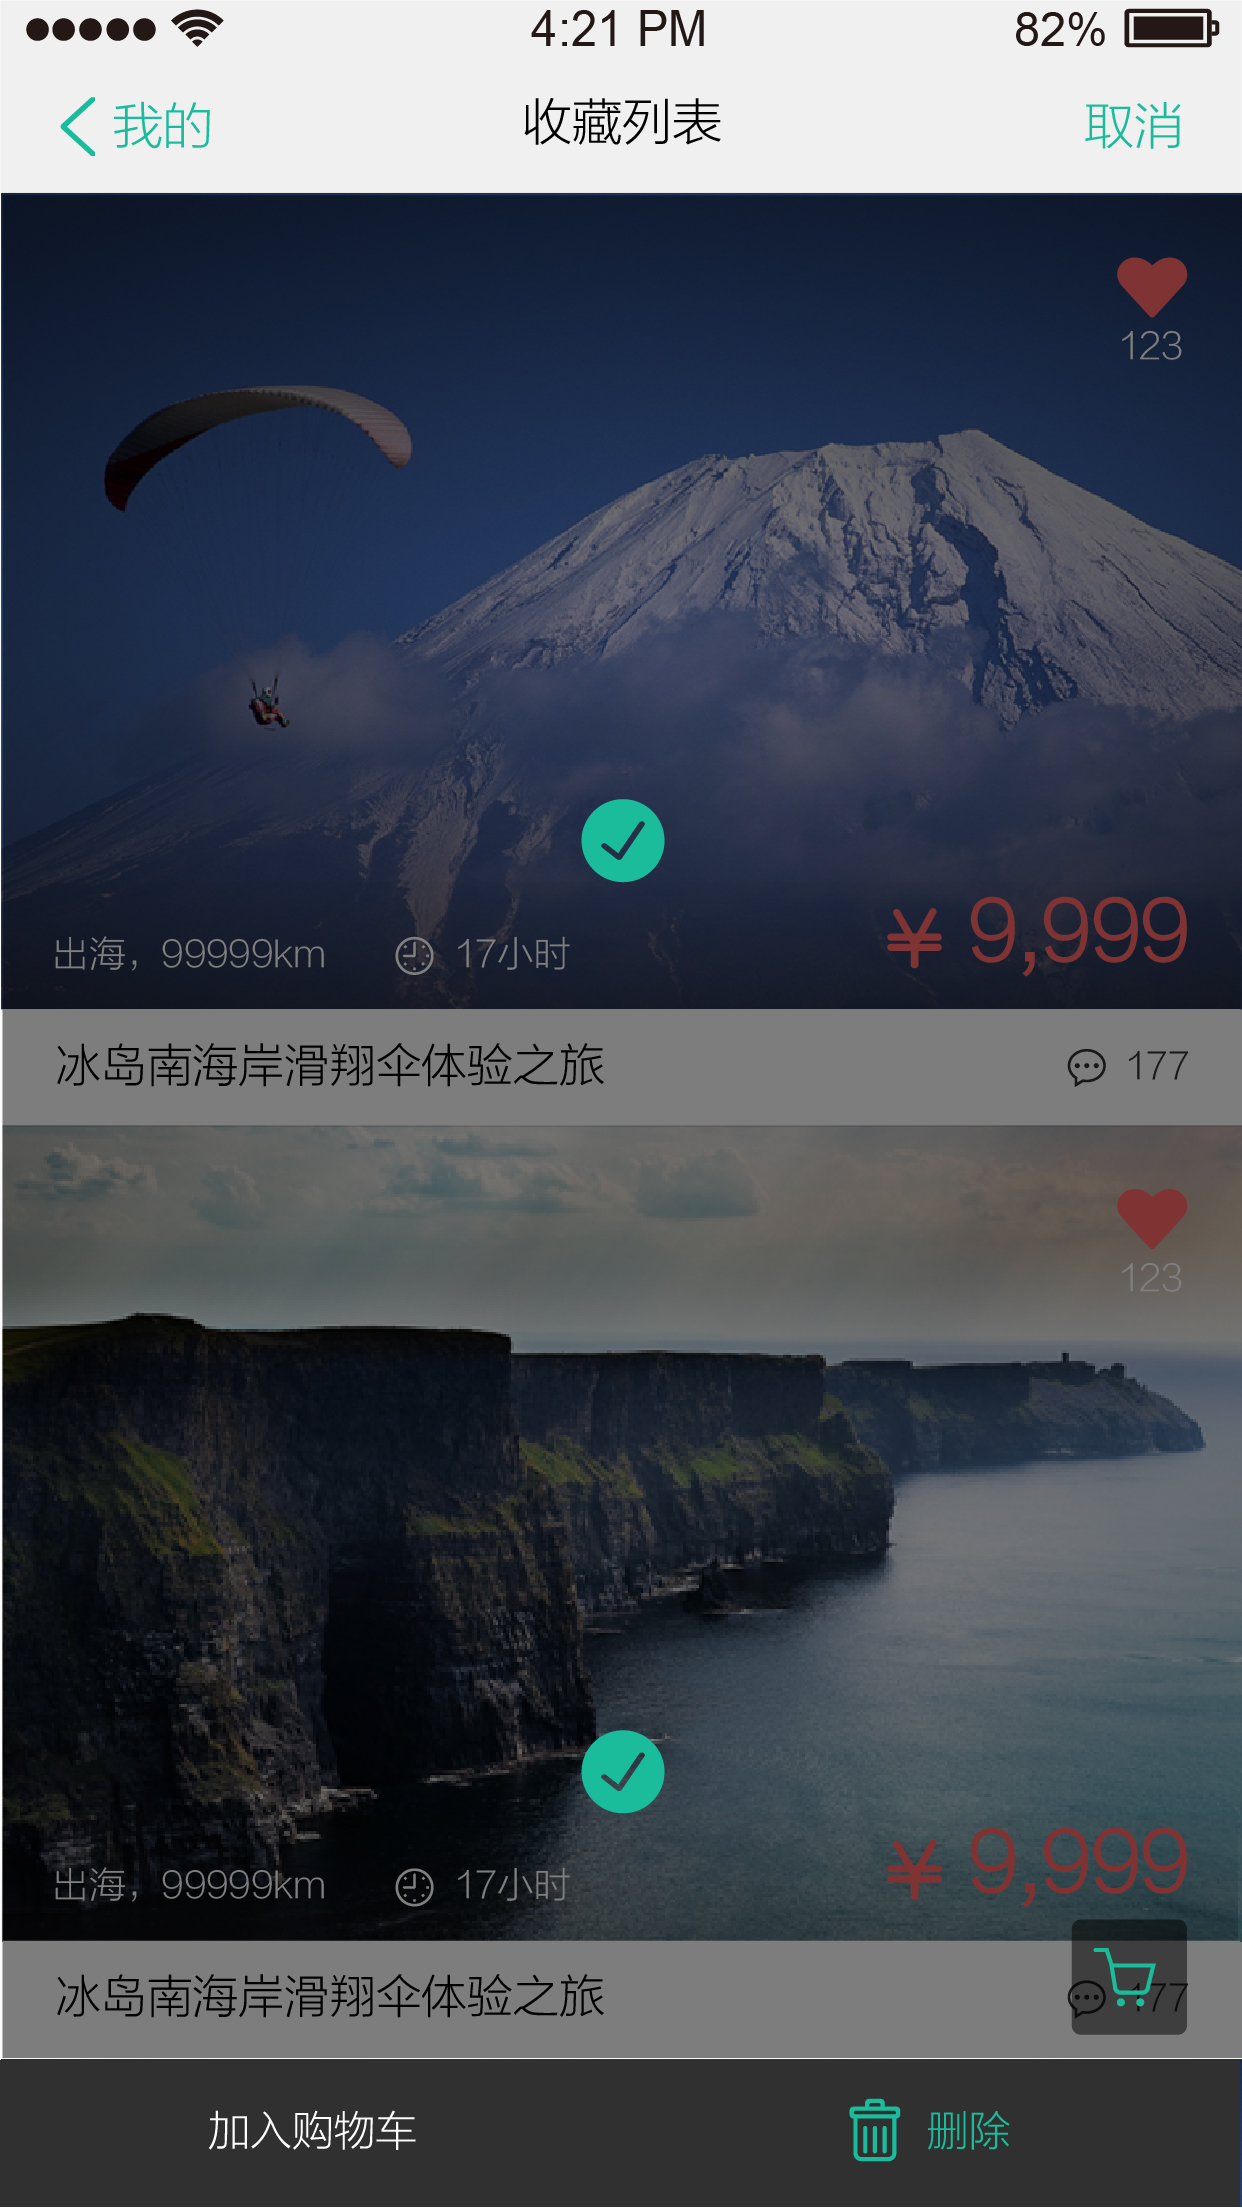 4:21 PM 82%
我的 收藏列表 取消
123
出海，99999km 17小时 ¥ 9,999
冰岛南海岸滑翔伞体验之旅 177
123
出海，99999km 17小时 ¥ 9,999
冰岛南海岸滑翔伞体验之旅 177
加入购物车 删除